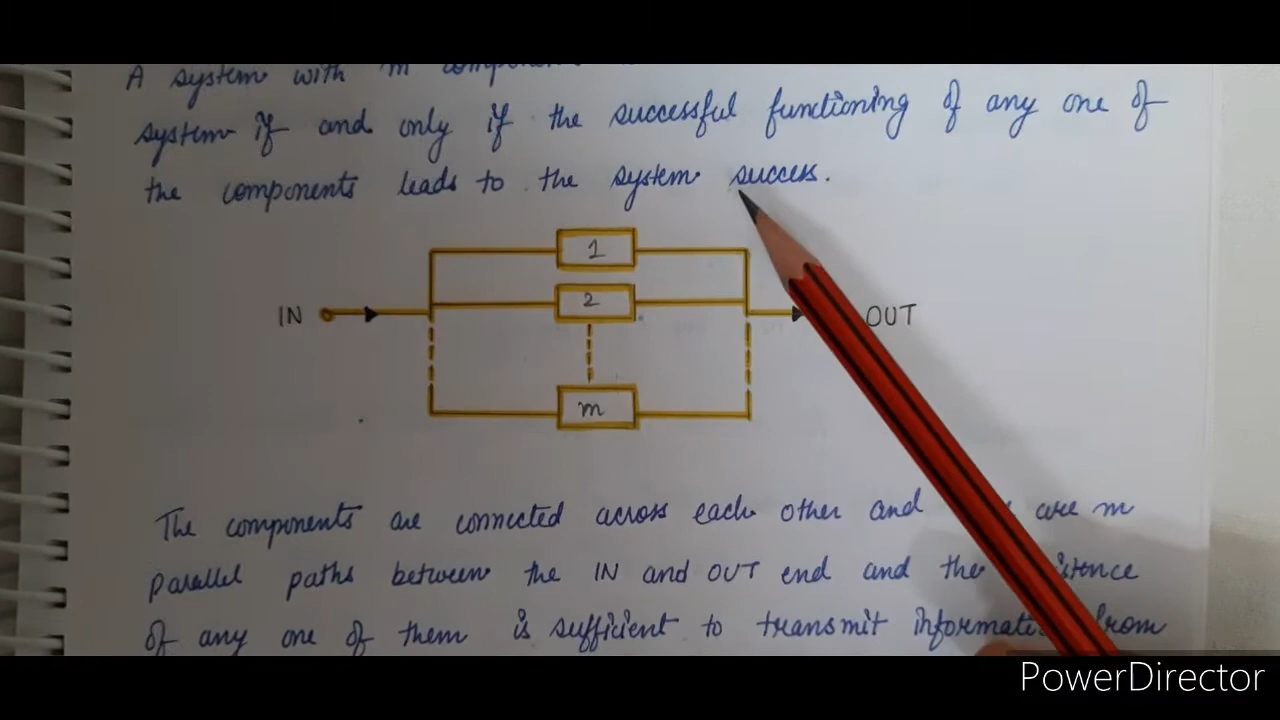 A system with m
system if and only if the successful functioning of any one of
the components leads to the system success.
1
2
IN
OUT
m
The components are connected across each other and are m
parallel paths between the IN and OUT end and the
of any one of them is sufficient to transmit from
PowerDirector